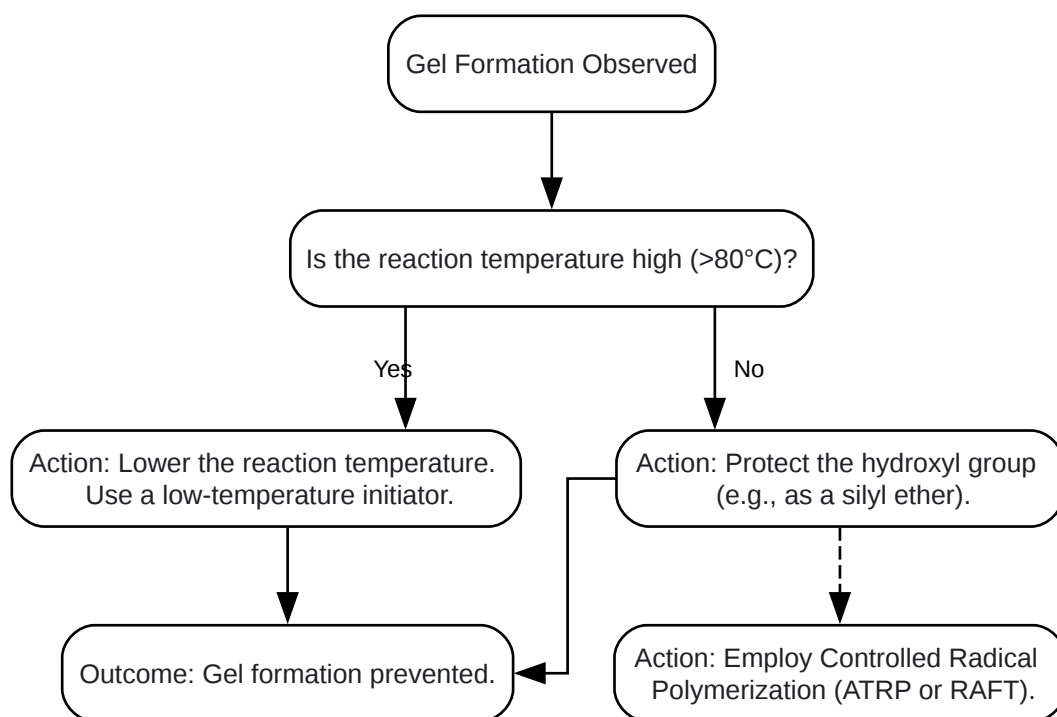 Gel Formation Observed
Is the reaction temperature high (>80°C)?
Yes
No
Action: Lower the reaction temperature.
Use a low-temperature initiator.
Action: Protect the hydroxyl group
(e.g., as a silyl ether).
Outcome: Gel formation prevented.
Action: Employ Controlled Radical
Polymerization (ATRP or RAFT).